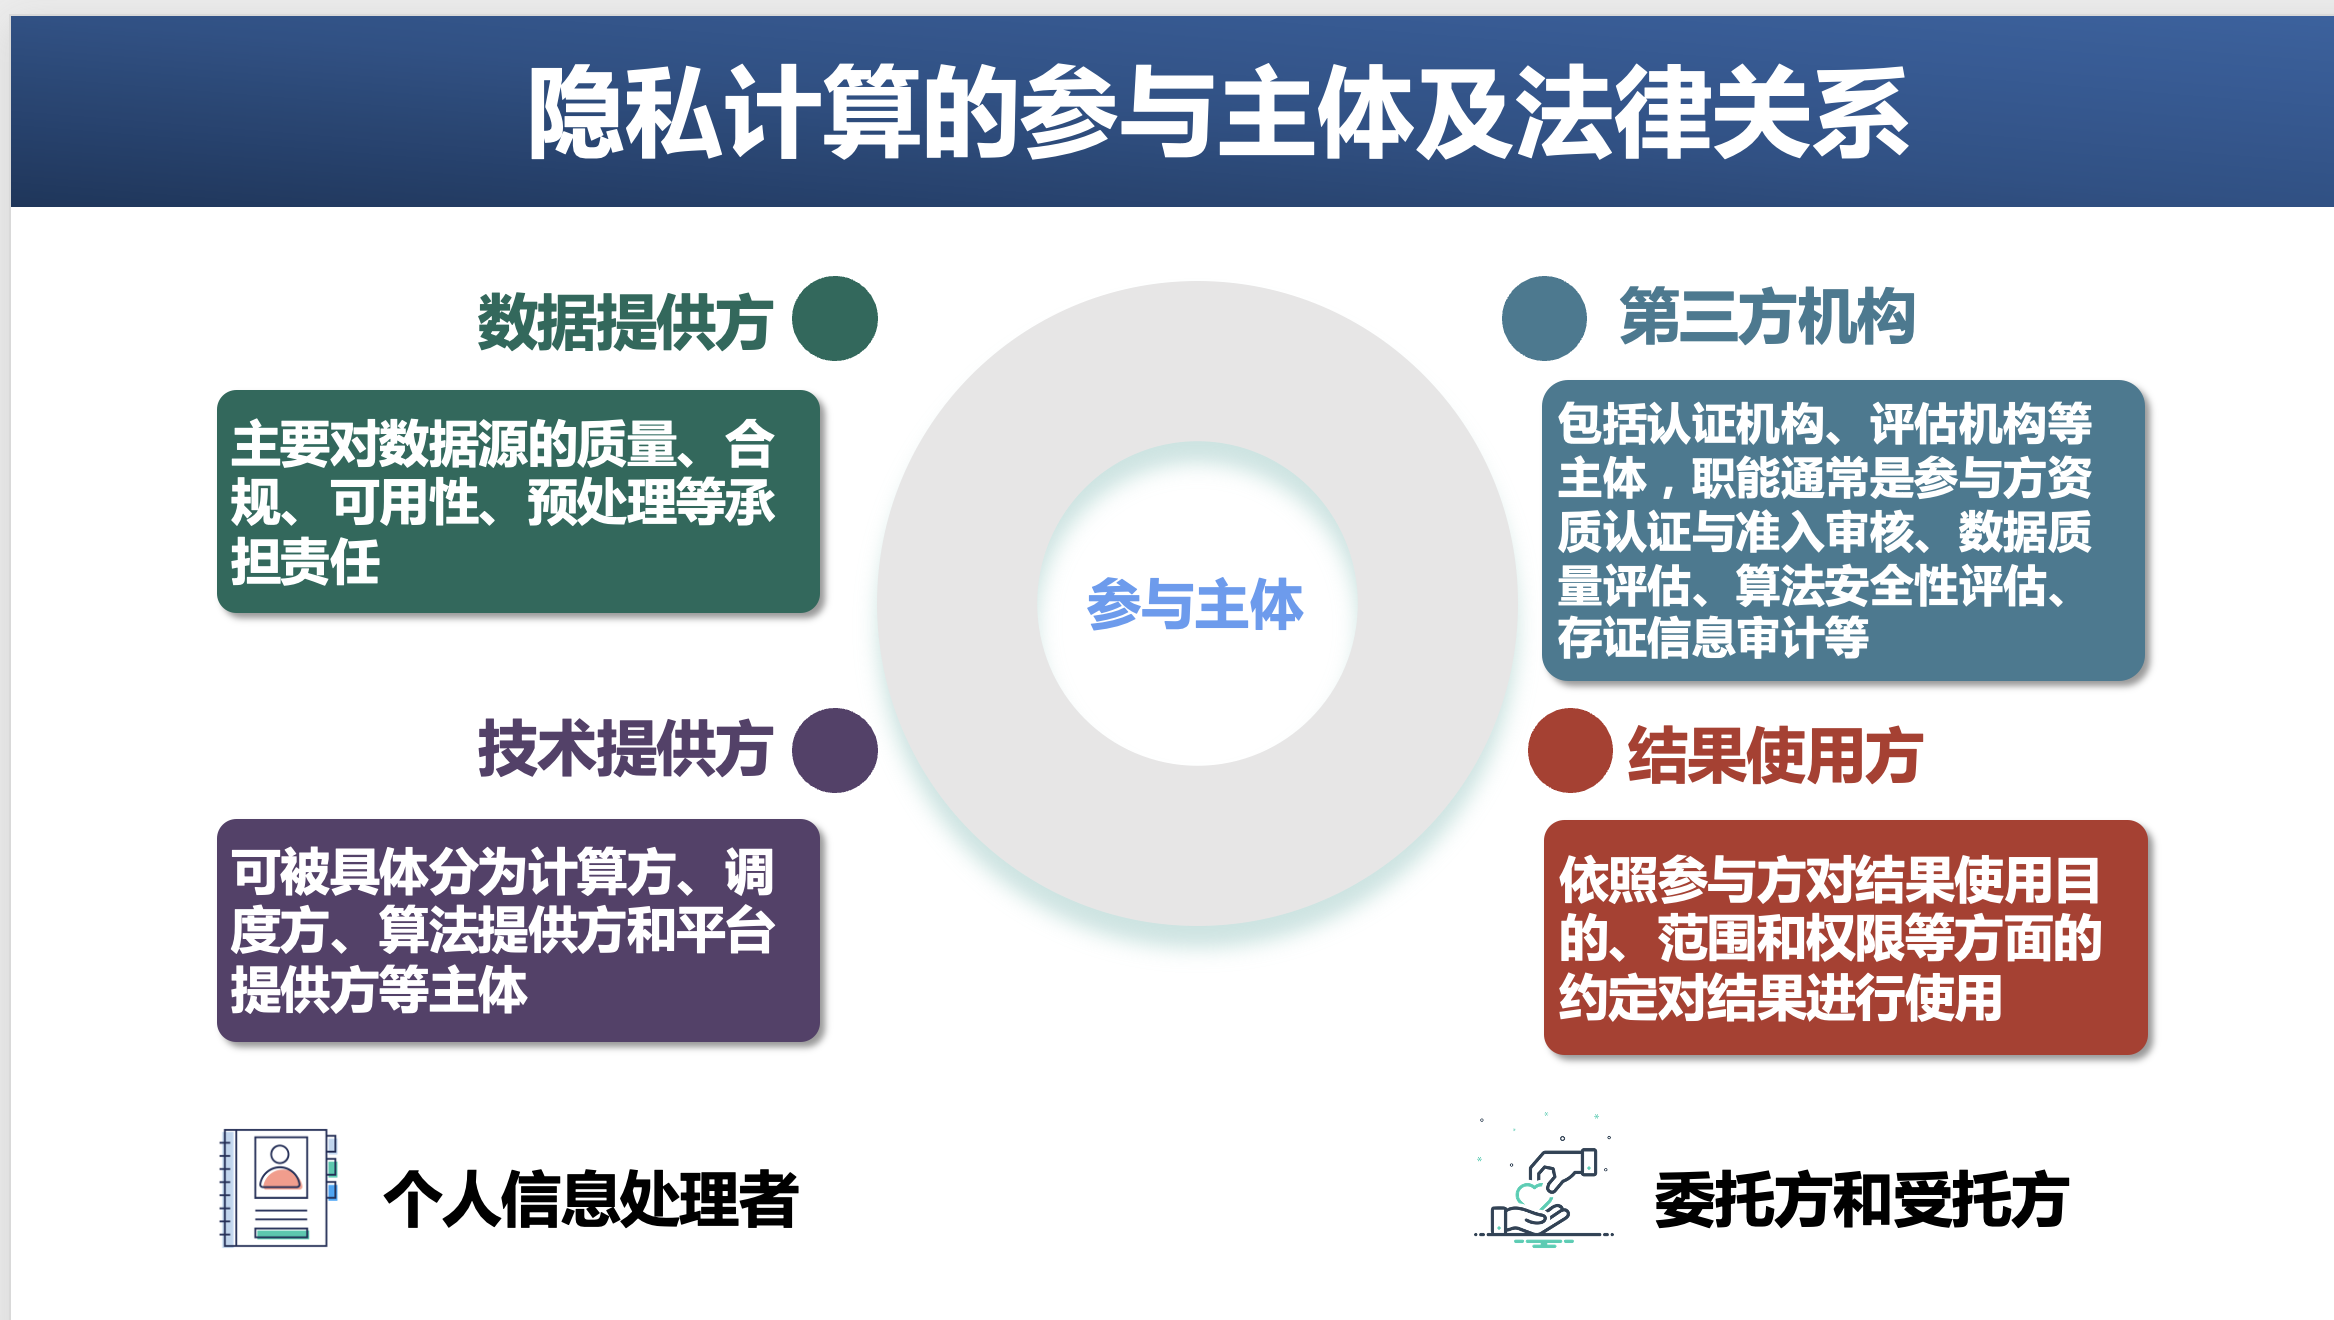 隐私计算的参与主体及法律关系
数据提供方
主要对数据源的质量、合
规、可用性、预处理等承
担责任
第三方机构
包括认证机构、评估机构等
主体，职能通常是参与方资
质认证与准入审核、数据质
量评估、算法安全性评估、
存证信息审计等
参与主体
技术提供方
可被具体分为计算方、调
度方、算法提供方和平台
提供方等主体
结果使用方
依照参与方对结果使用目
的、范围和权限等方面的
约定对结果进行使用
个人信息处理者
委托方和受托方